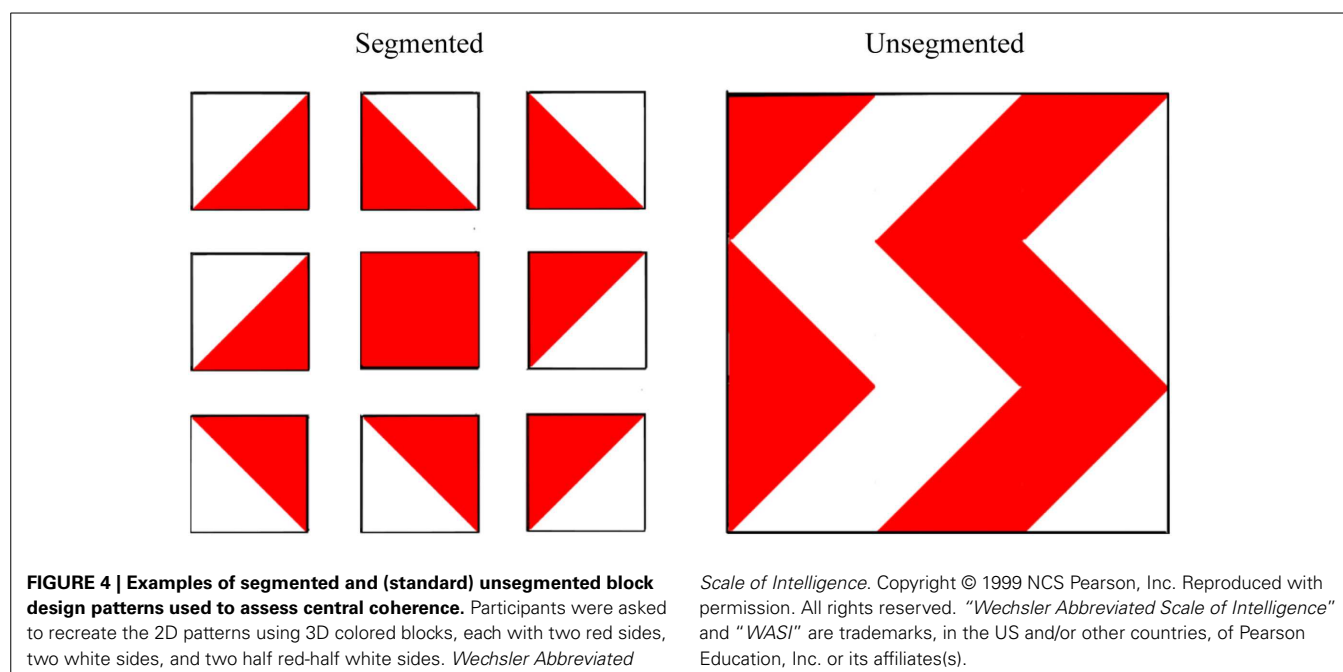 Segmented
Unsegmented
FIGURE 4 | Examples of segmented and (standard) unsegmented block
design patterns used to assess central coherence. Participants were asked
to recreate the 2D patterns using 3D colored blocks, each with two red sides,
two white sides, and two half red-half white sides. Wechsler Abbreviated
Scale of Intelligence. Copyright © 1999 NCS Pearson, Inc. Reproduced with
permission. All rights reserved. “Wechsler Abbreviated Scale of Intelligence”
and “WASI” are trademarks, in the US and/or other countries, of Pearson
Education, Inc. or its affiliates(s).